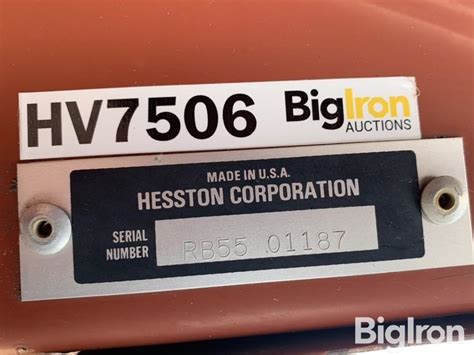 HV7506 BigIron
AUCTIONS
MADE IN U.S.A.
HESSTON CORPORATION
SERIAL
NUMBER RB55 01187
BigIron